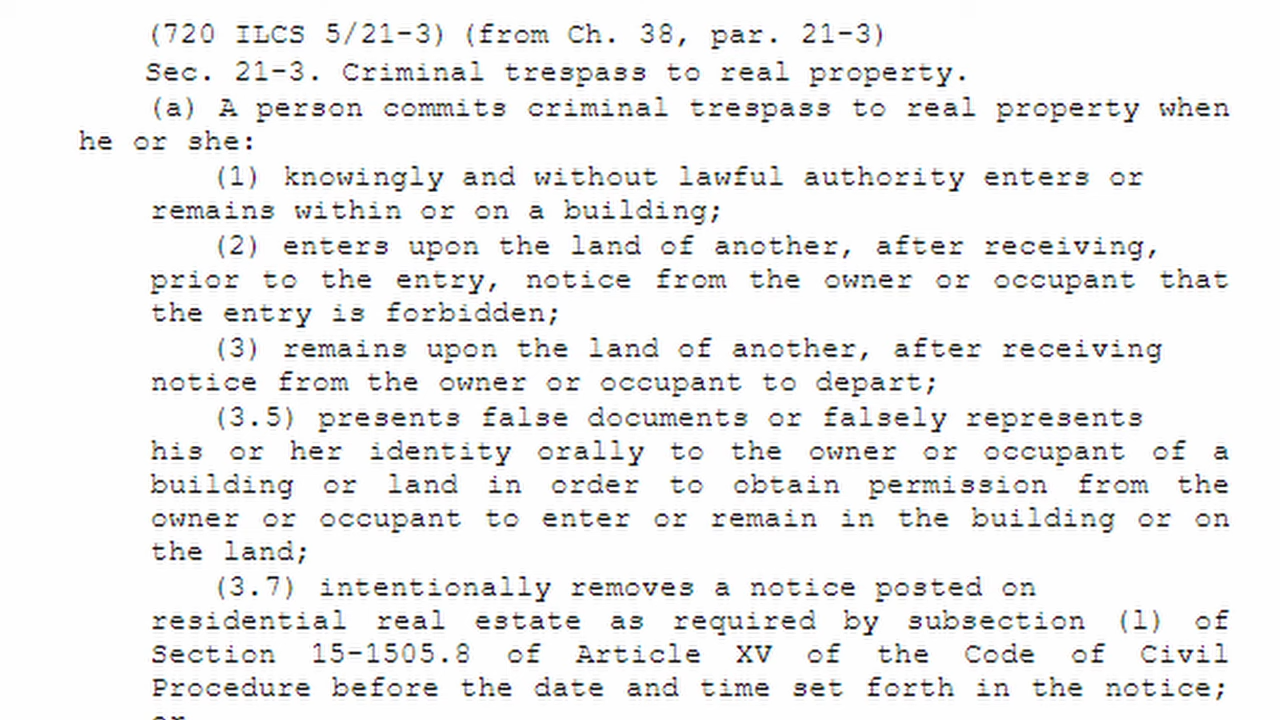 (720 ILCS 5/21-3) (from Ch. 38, par. 21-3)
Sec. 21-3. Criminal trespass to real property.
(a) A person commits criminal trespass to real property when
he or she:
(1) knowingly and without lawful authority enters or
remains within or on a building;
(2) enters upon the land of another, after receiving,
prior to the entry, notice from the owner or occupant that
the entry is forbidden;
(3) remains upon the land of another, after receiving
notice from the owner or occupant to depart;
(3.5) presents false documents or falsely represents
his or her identity orally to the owner or occupant of a
building or land in order to obtain permission from the
owner or occupant to enter or remain in the building or on
the land;
(3.7) intentionally removes a notice posted on
residential real estate as required by subsection (l) of
Section 15-1505.8 of Article XV of the Code of Civil
Procedure before the date and time set forth in the notice;
or